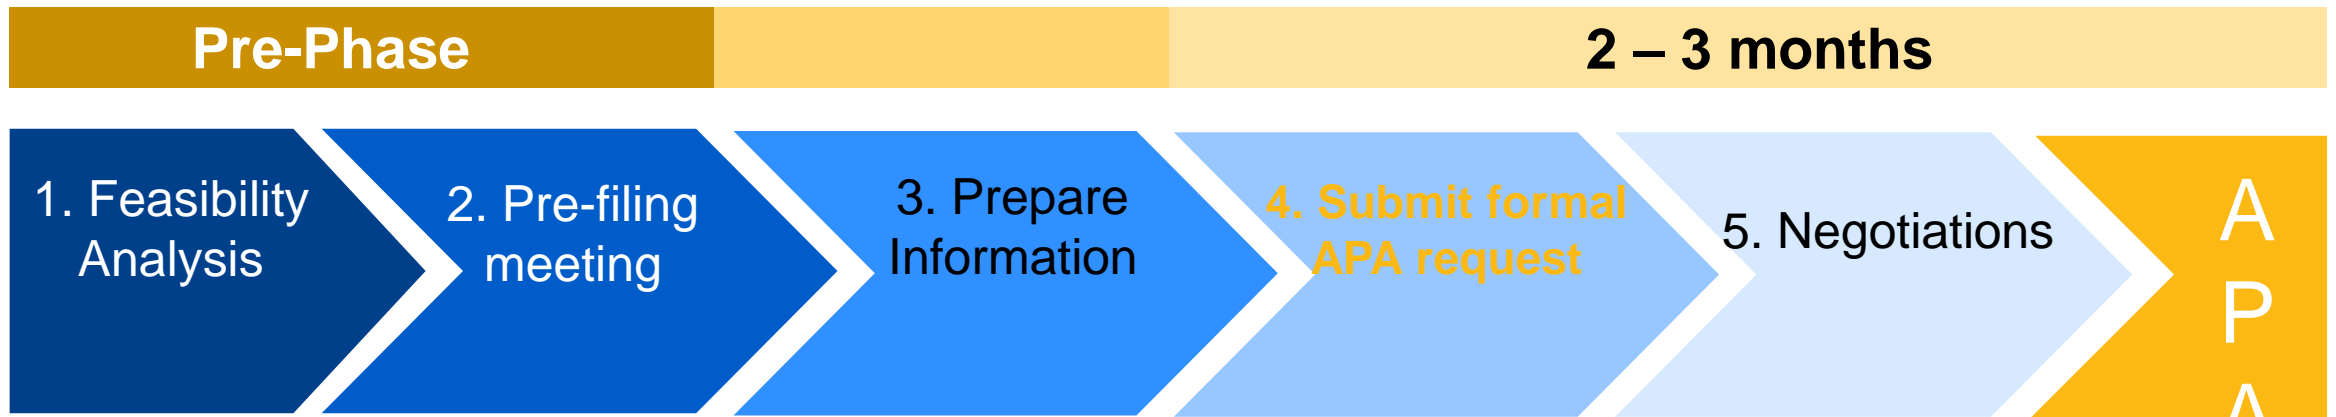 Pre-Phase
2 – 3 months
1. Feasibility
Analysis
2. Pre-filing
meeting
3. Prepare
Information
4. Submit formal
APA request
5. Negotiations
A
P
A